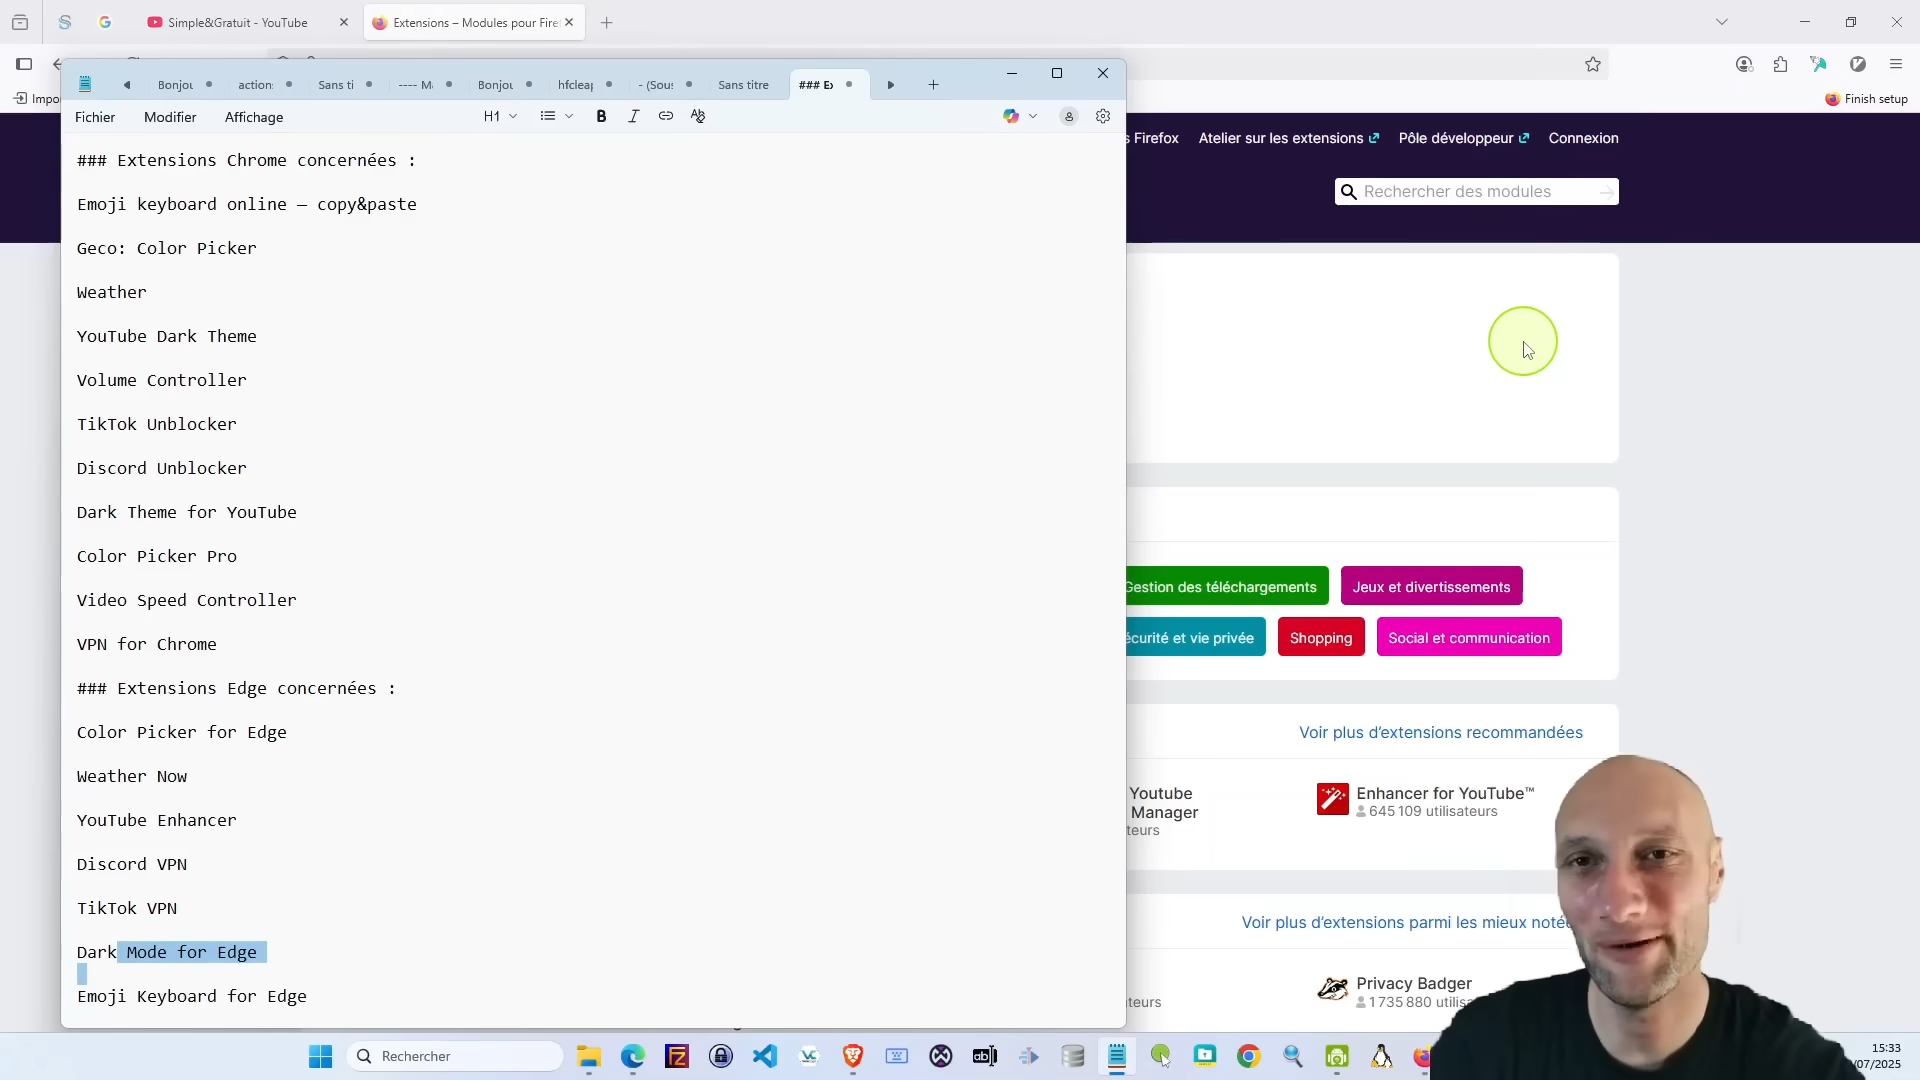 Simple&Gratuit - YouTube
Extensions – Modules pour Fire
Impo
Finish setup
Bonjou
action
Sans ti
---- M
Bonjou
hfcleap
- (Sous
Sans titre
### Ex
Fichier
Modifier
Affichage
H1
B
I
s Firefox
Atelier sur les extensions
Pôle développeur
Connexion
Rechercher des modules
### Extensions Chrome concernées :
Emoji keyboard online — copy&paste
Geco: Color Picker
Weather
YouTube Dark Theme
Volume Controller
TikTok Unblocker
Discord Unblocker
Dark Theme for YouTube
Color Picker Pro
Video Speed Controller
VPN for Chrome
### Extensions Edge concernées :
Color Picker for Edge
Weather Now
YouTube Enhancer
Discord VPN
TikTok VPN
Dark Mode for Edge
Emoji Keyboard for Edge
Gestion des téléchargements
Jeux et divertissements
écurité et vie privée
Shopping
Social et communication
Voir plus d’extensions recommandées
Youtube
Manager
teurs
Enhancer for YouTube™
645 109 utilisateurs
Voir plus d’extensions parmi les mieux noté
ateurs
Privacy Badger
1 735 880 utilis
Rechercher
15:33
/07/2025